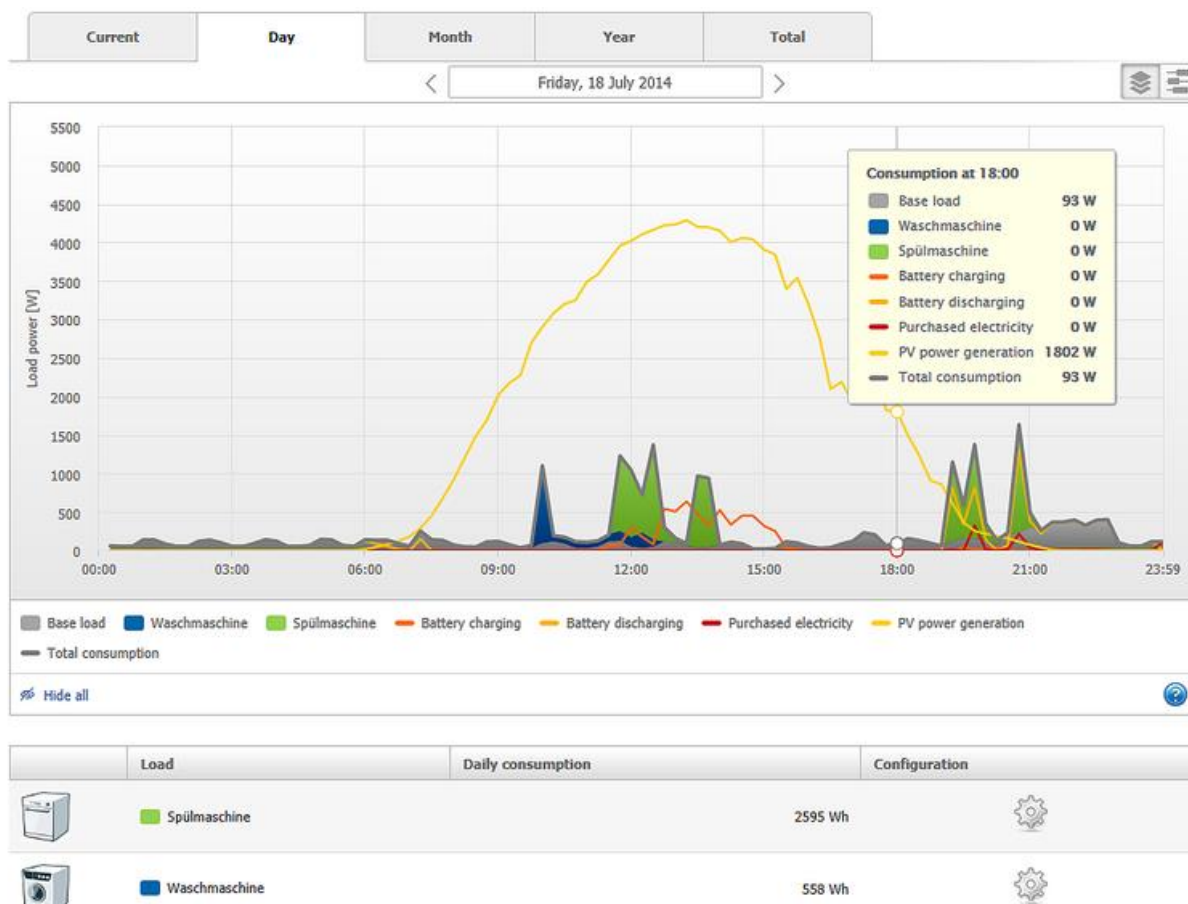 Current Day Month Year Total
Friday, 18 July 2014
Load power [W]
5500
5000
4500
4000
3500
3000
2500
2000
1500
1000
500
0
00:00 03:00 06:00 09:00 12:00 15:00 18:00 21:00 23:59
Consumption at 18:00
Base load 93 W
Waschmaschine 0 W
Spülmaschine 0 W
Battery charging 0 W
Battery discharging 0 W
Purchased electricity 0 W
PV power generation 1802 W
Total consumption 93 W
Base load Waschmaschine Spülmaschine Battery charging Battery discharging Purchased electricity PV power generation
Total consumption
Hide all ?
Load Daily consumption Configuration
Spülmaschine 2595 Wh
Waschmaschine 558 Wh